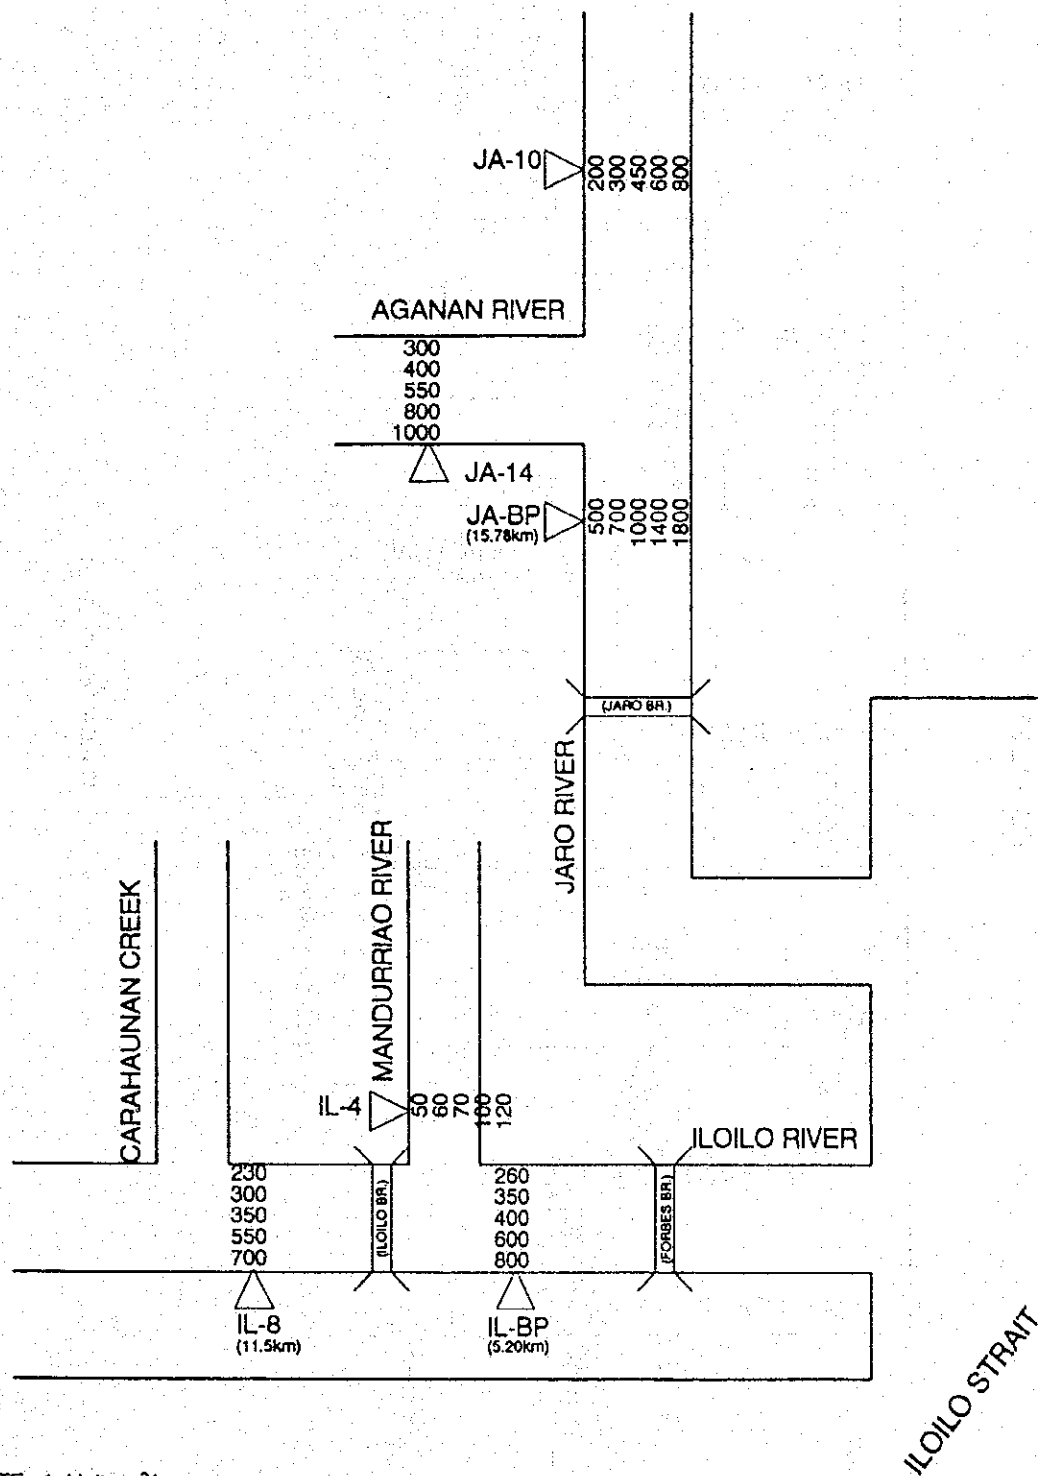 JA-10
200
300
450
600
800
AGANAN RIVER
300
400
550
800
1000
JA-14
JA-BP
(15.78km)
500
700
1000
1400
1800
(JARO BR.)
JARO RIVER
CARAHAUNAN CREEK
MANDURRIAO RIVER
IL-4
50
60
70
100
120
ILOILO RIVER
230
300
350
550
700
(ILOILO BR.)
260
350
400
600
800
(FORBES BR.)
IL-8
(11.5km)
IL-BP
(5.20km)
ILOILO STRAIT